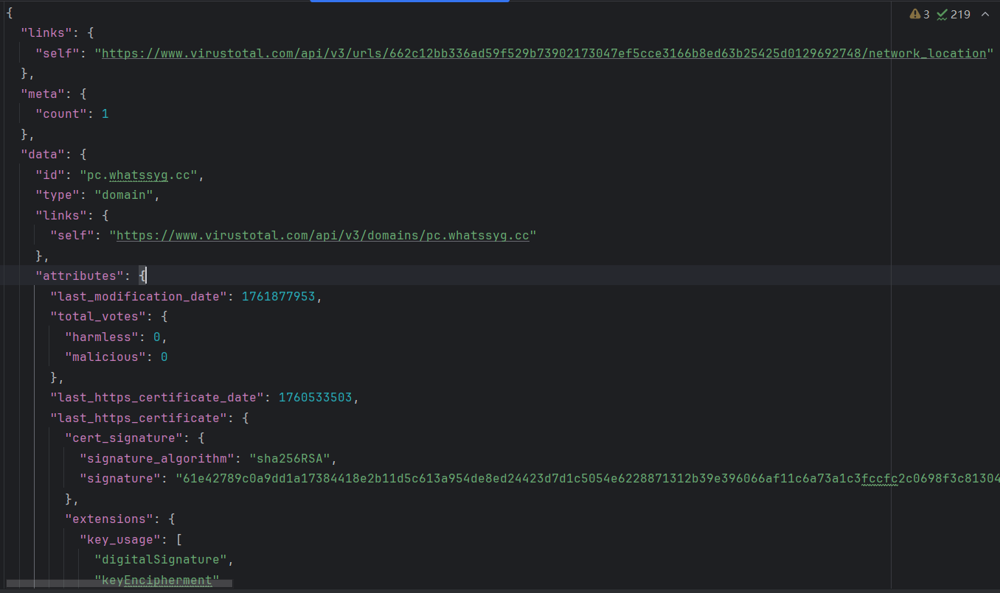 {
3 219
"links": {
"self": "https://www.virustotal.com/api/v3/urls/662c12bb336ad59f529b73902173047ef5cce3166b8ed63b25425d0129692748/network_location"
},
"meta": {
"count": 1
},
"data": {
"id": "pc.whatssyg.cc",
"type": "domain",
"links": {
"self": "https://www.virustotal.com/api/v3/domains/pc.whatssyg.cc"
},
"attributes": {
"last_modification_date": 1761877953,
"total_votes": {
"harmless": 0,
"malicious": 0
},
"last_https_certificate_date": 1760533503,
"last_https_certificate": {
"cert_signature": {
"signature_algorithm": "sha256RSA",
"signature": "61e42789c0a9dd1a17384418e2b11d5c613a954de8ed24423d7d1c5054e6228871312b39e396066af11c6a73a1c3fccfc2c0698f3c81304
},
"extensions": {
"key_usage": [
"digitalSignature",
"keyEncipherment"